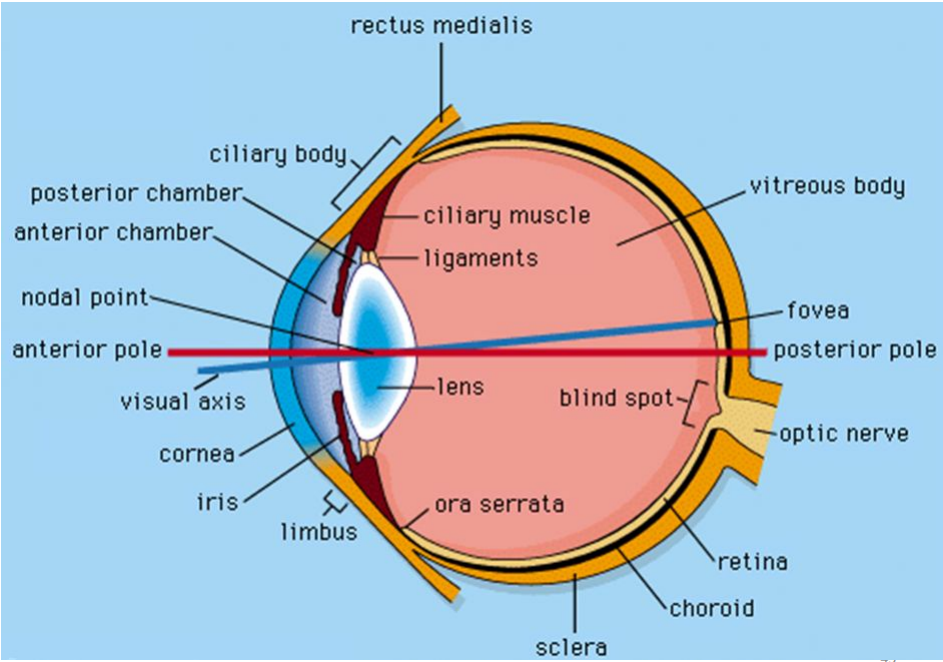 rectus medialis
ciliary body
posterior chamber
vitreous body
ciliary muscle
anterior chamber
ligaments
nodal point
fovea
anterior pole
posterior pole
lens
visual axis
blind spot
optic nerve
cornea
iris
ora serrata
limbus
retina
choroid
sclera